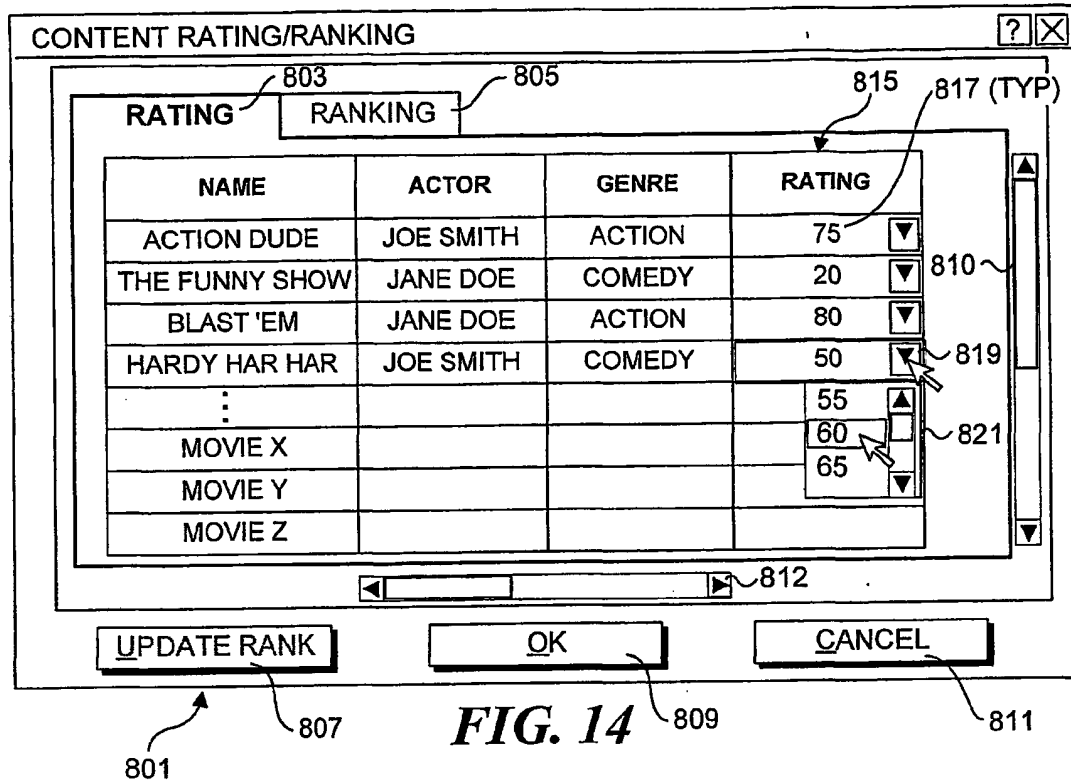 CONTENT RATING/RANKING ? X
803 805 815 817 (TYP)
RATING RANKING
NAME ACTOR GENRE RATING
ACTION DUDE JOE SMITH ACTION 75
THE FUNNY SHOW JANE DOE COMEDY 20 810
BLAST 'EM JANE DOE ACTION 80
HARDY HAR HAR JOE SMITH COMEDY 50 819
⋮ 55
MOVIE X 60 821
MOVIE Y 65
MOVIE Z
812
UPDATE RANK OK CANCEL
807 FIG. 14 809 811
801